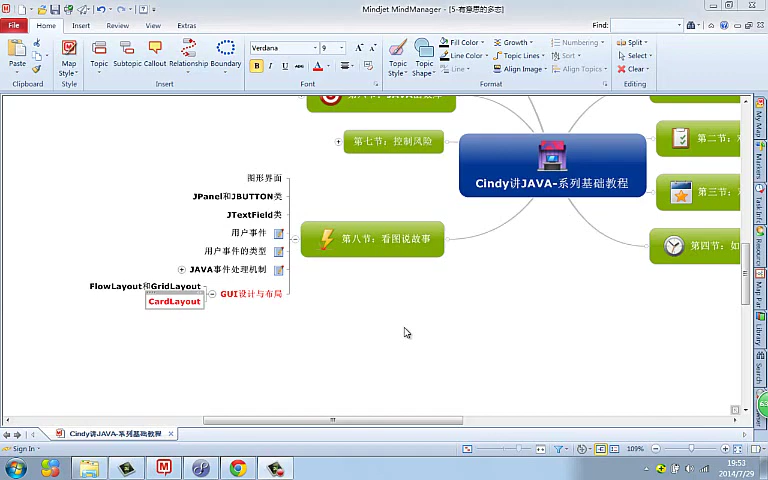 Mindjet MindManager - [5-有意思的多态]
File Home Insert Review View Extras Find:
Paste Map Style Topic Subtopic Callout Relationship Boundary Verdana 9 Topic Style Topic Shape Fill Color Growth Numbering Split
Line Color Topic Lines Sort Select
B I U A Align Image Align Topics Clear
Clipboard Insert Font Format Editing
第七节：控制风险
Cindy讲JAVA-系列基础教程
第二节：
第三节：
第四节：如
图形界面
JPanel和JBUTTON类
JTextField类
用户事件
用户事件的类型
JAVA事件处理机制
FlowLayout和GridLayout
CardLayout
GUI设计与布局
第八节：看图说故事
My Map
Markers
Task Info
Map Par
Library
Search
Cindy讲JAVA-系列基础教程
Sign In 109%
19:53
2014/7/29